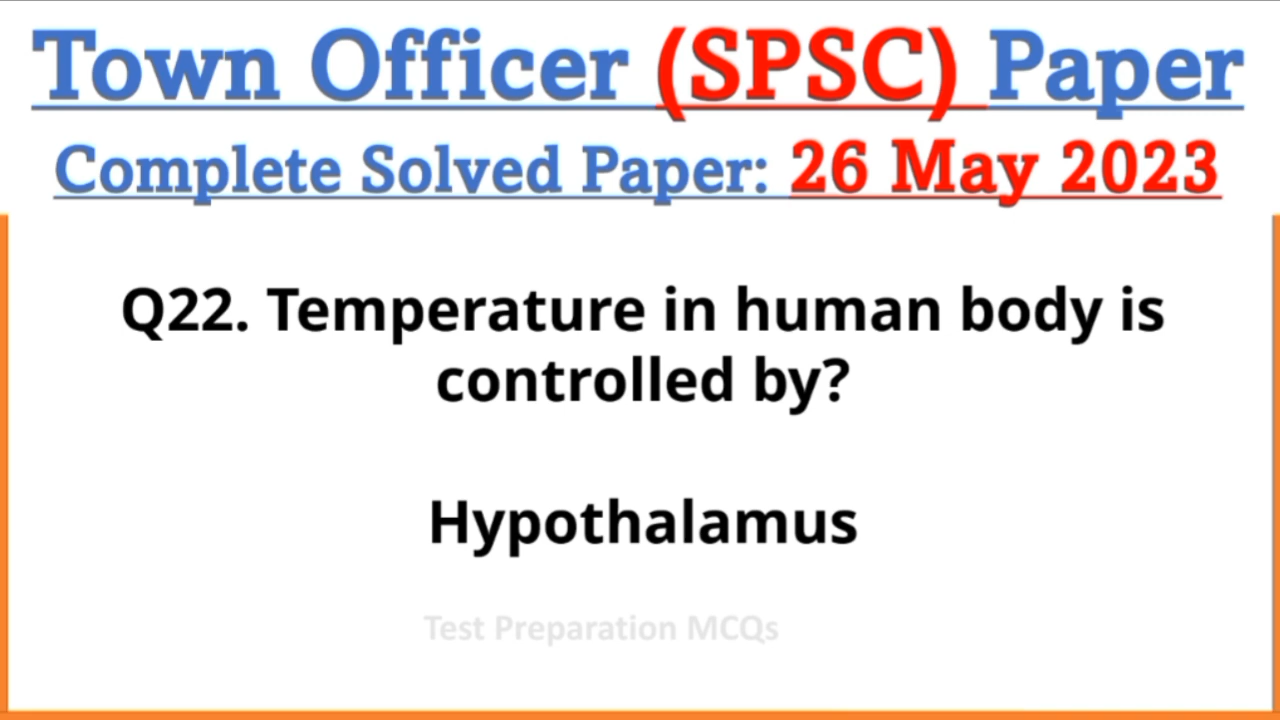 Town Officer (SPSC) Paper
Complete Solved Paper: 26 May 2023
Q22. Temperature in human body is
controlled by?
Hypothalamus
Test Preparation MCQs